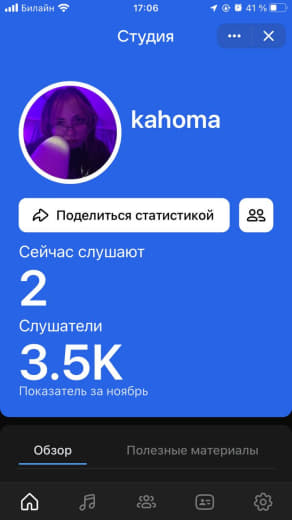 Билайн 17:06 41 %
Студия
kahoma
Поделиться статистикой
Сейчас слушают
2
Слушатели
3.5K
Показатель за ноябрь
Обзор Полезные материалы